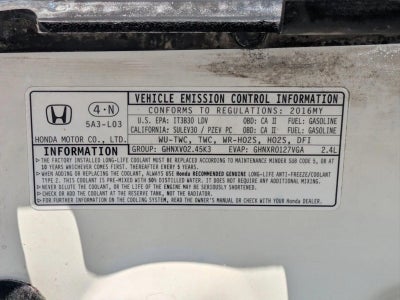 VEHICLE EMISSION CONTROL INFORMATION
4·N
5A3-L03
HONDA MOTOR CO., LTD.
CONFORMS TO REGULATIONS: 2016MY
U.S. EPA: 1T3B30 LDV OBD: CA II FUEL: GASOLINE
CALIFORNIA: SULEV30 / PZEV PC OBD: CA II FUEL: GASOLINE
WU-TWC, TWC, WR-HO2S, HO2S, DFI
INFORMATION
GROUP: GHNXV02.45K3 EVAP: GHNXR0127VGA 2.4L
▶ THE FACTORY INSTALLED LONG-LIFE COOLANT MUST BE REPLACED ACCORDING TO MAINTENANCE MINDER SUB CODE 5, OR AT
10 YEARS WHICHEVER COMES FIRST. THEREAFTER EVERY 5 YEARS.
▶ WHEN ADDING OR REPLACING COOLANT, ALWAYS USE Honda RECOMMENDED GENUINE LONG-LIFE ANTI-FREEZE/COOLANT
TYPE 2. THIS COOLANT IS PRE-MIXED WITH 50% DISTILLED WATER. IT DOES NOT REQUIRE ANY ADDITIONAL MIXING.
▶ NEVER DILUTE THE COOLANT, OR THE LIFE OF THE ENGINE MAY BE SERIOUSLY SHORTENED.
▶ CHECK OR ADD COOLANT AT THE RESERVE TANK, NOT THE RADIATOR.
▶ FOR FURTHER INFORMATION ON THE COOLING SYSTEM, READ THE OWNER'S MANUAL OR ASK YOUR Honda DEALER.